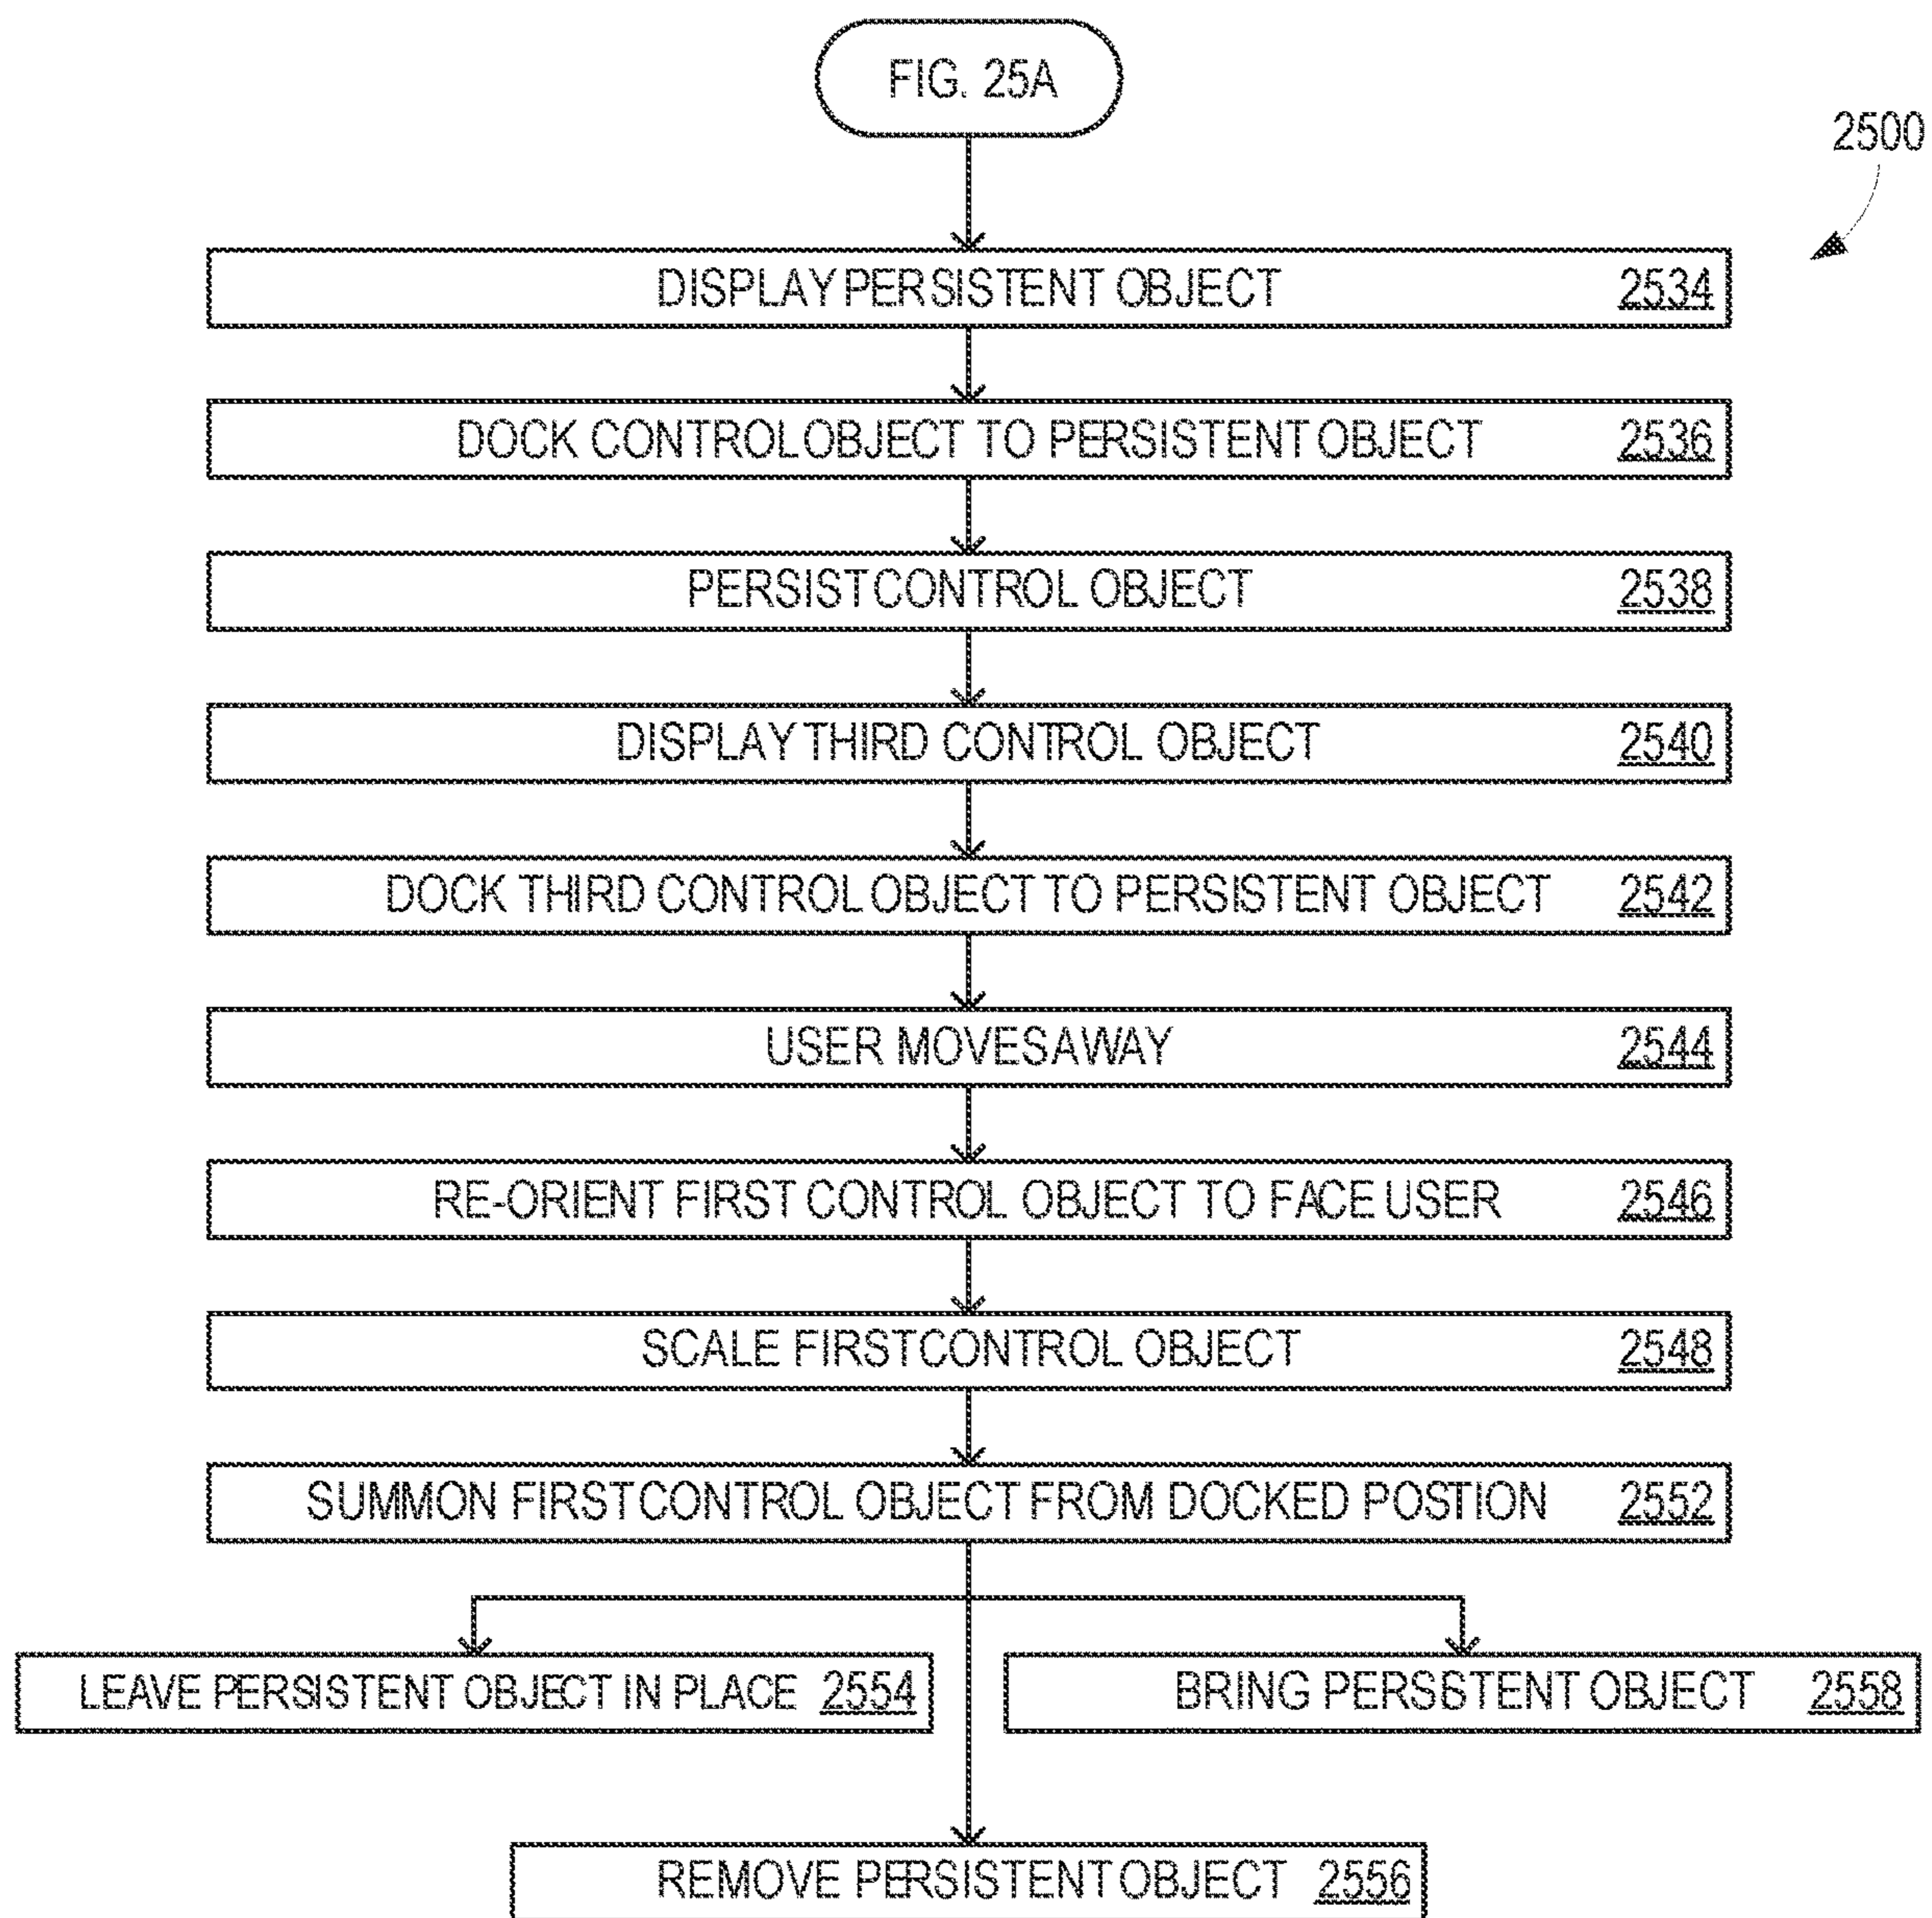 FIG. 25A
2500
DISPLAY PERSISTENT OBJECT 2534
DOCK CONTROL OBJECT TO PERSISTENT OBJECT 2536
PERSIST CONTROL OBJECT 2538
DISPLAY THIRD CONTROL OBJECT 2540
DOCK THIRD CONTROL OBJECT TO PERSISTENT OBJECT 2542
USER MOVES AWAY 2544
RE-ORIENT FIRST CONTROL OBJECT TO FACE USER 2546
SCALE FIRST CONTROL OBJECT 2548
SUMMON FIRST CONTROL OBJECT FROM DOCKED POSTION 2552
LEAVE PERSISTENT OBJECT IN PLACE 2554
BRING PERSISTENT OBJECT 2558
REMOVE PERSISTENT OBJECT 2556